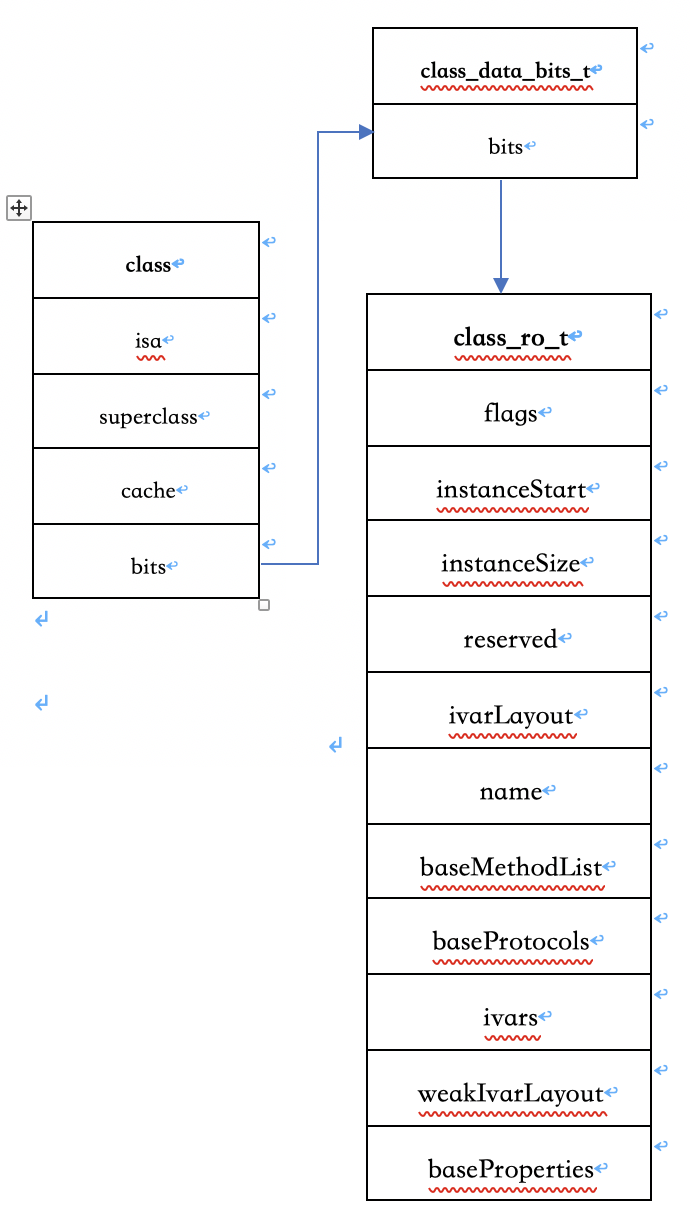 class_data_bits_t
bits
class
isa
superclass
cache
bits
class_ro_t
flags
instanceStart
instanceSize
reserved
ivarLayout
name
baseMethodList
baseProtocols
ivars
weakIvarLayout
baseProperties